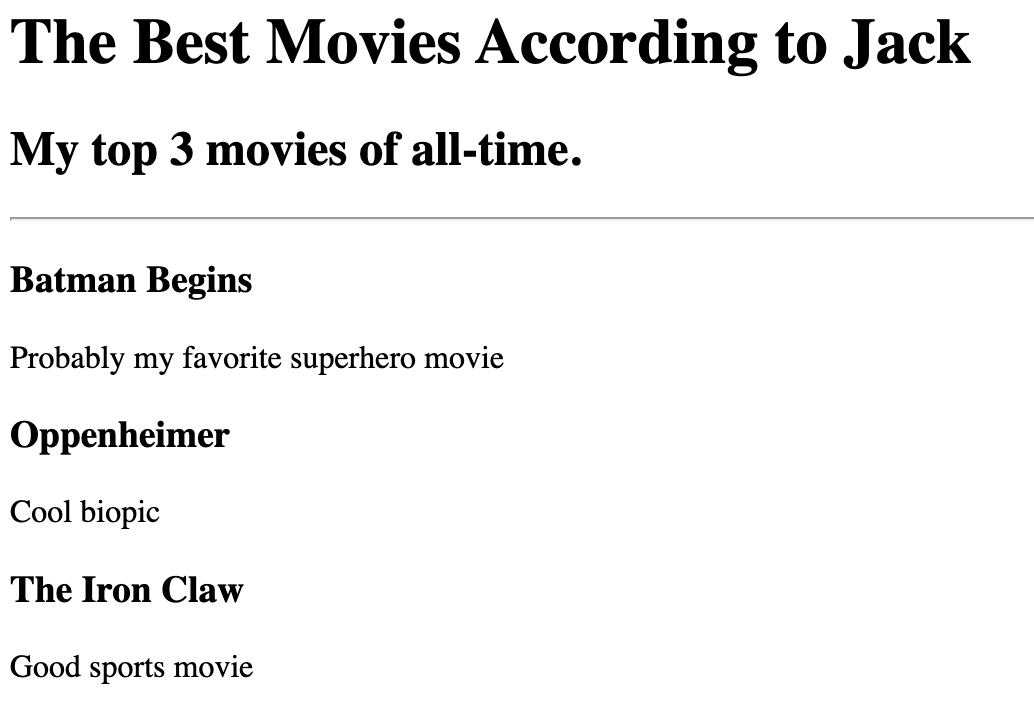 The Best Movies According to Jack
My top 3 movies of all-time.
Batman Begins
Probably my favorite superhero movie
Oppenheimer
Cool biopic
The Iron Claw
Good sports movie